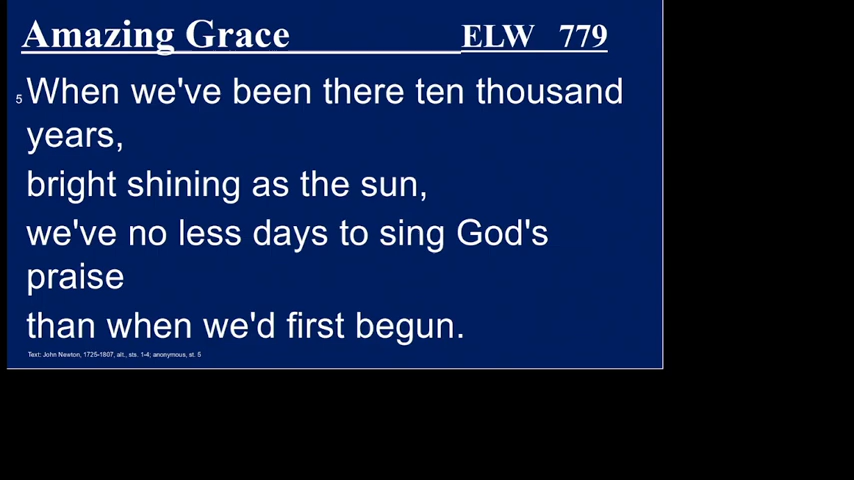 Amazing Grace ELW 779
5 When we've been there ten thousand
years,
bright shining as the sun,
we've no less days to sing God's
praise
than when we'd first begun.
Text: John Newton, 1725-1807, alt., sts. 1-4; anonymous, st. 5